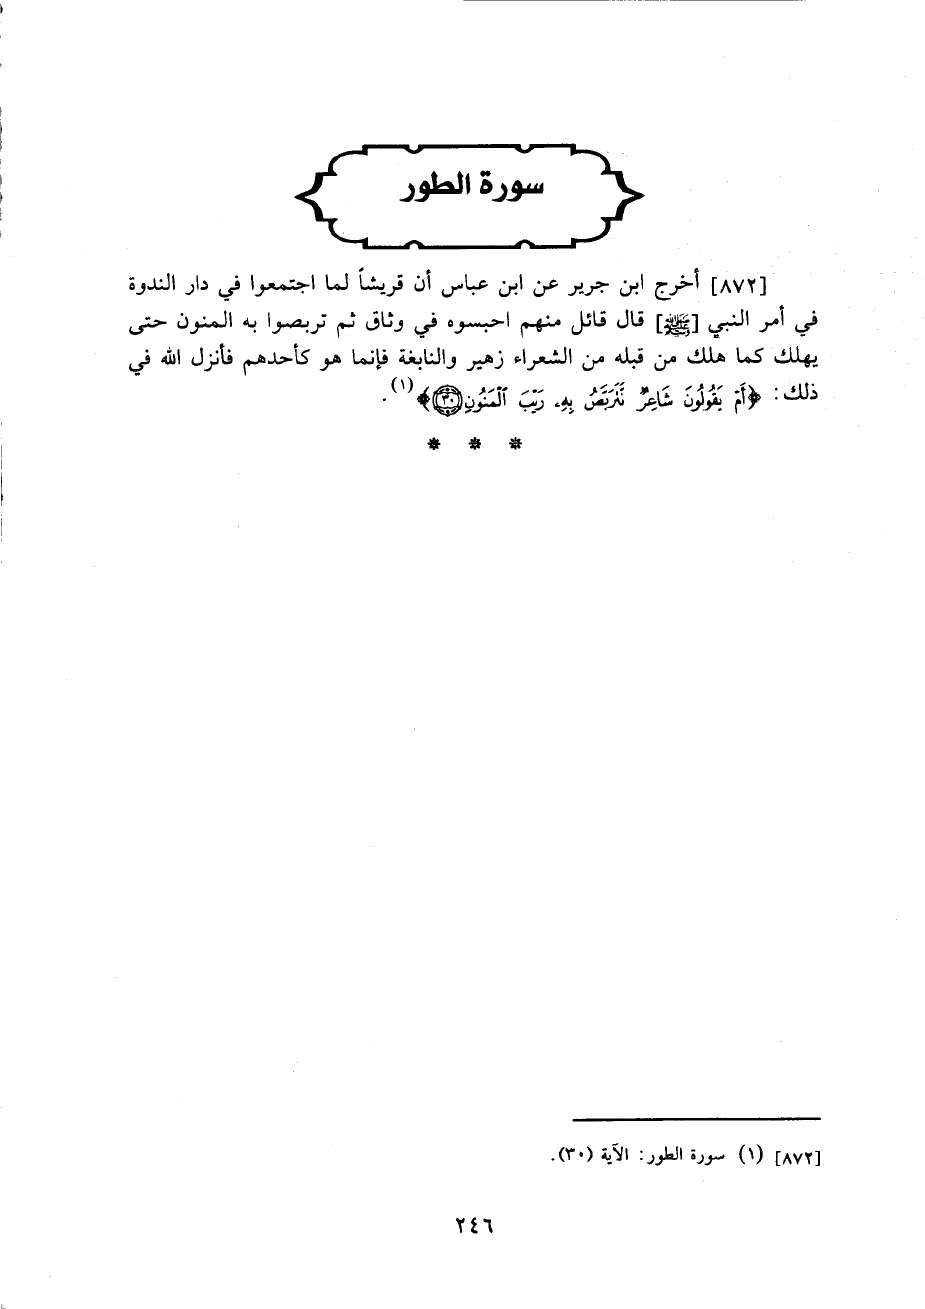 سورة الطور
[٨٧٢] أخرج ابن جرير عن ابن عباس أن قريشاً لما اجتمعوا في دار الندوة
في أمر النبي [ﷺ] قال قائل منهم احبسوه في وثاق ثم تربصوا به المنون حتى
يهلك كما هلك من قبله من الشعراء زهير والنابغة فإنما هو كأحدهم فأنزل الله في
ذلك: ﴿أَمْ يَقُولُونَ شَاعِرٌ نَّتَرَبَّصُ بِهِۦ رَيْبَ ٱلْمَنُونِ ٣٠﴾(١).
* * *
[٨٧٢] (١) سورة الطور: الآية (٣٠).
٢٤٦